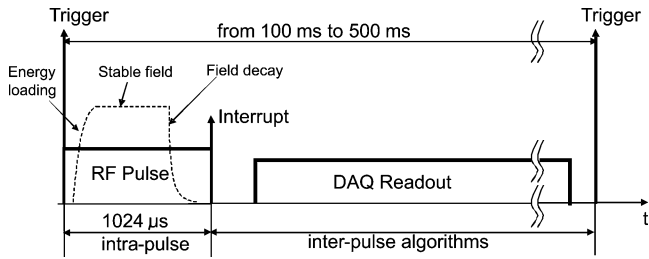 Trigger
Trigger
from 100 ms to 500 ms
Energy
loading
Stable field
Field decay
Interrupt
RF Pulse
DAQ Readout
t
1024 µs
intra-pulse
inter-pulse algorithms